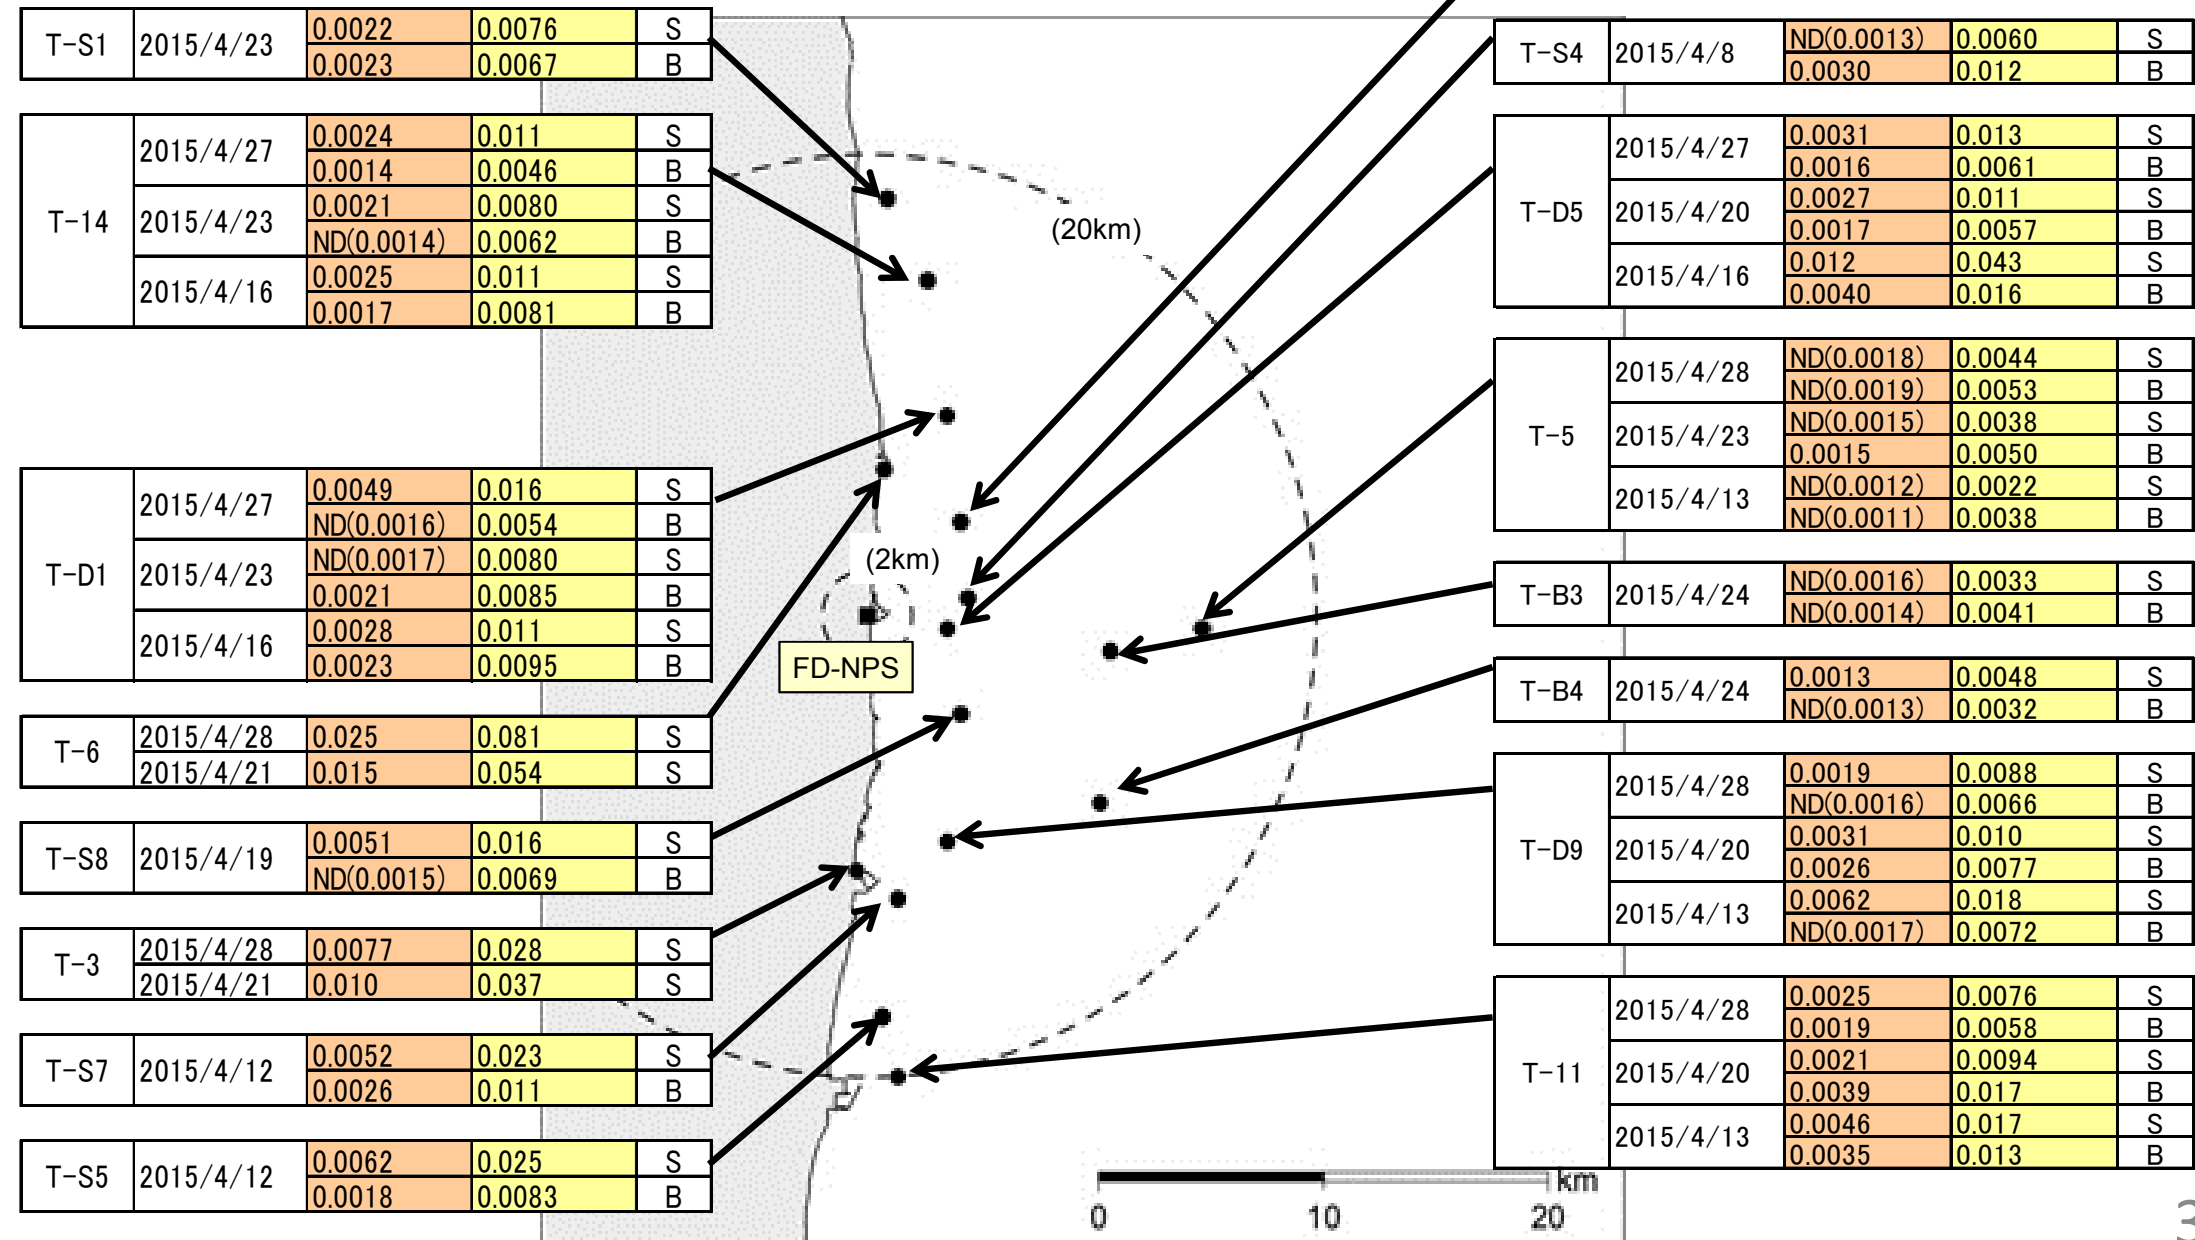 T-S1 2015/4/23 0.0022 0.0076 S
0.0023 0.0067 B
T-14 2015/4/27 0.0024 0.011 S
0.0014 0.0046 B
2015/4/23 0.0021 0.0080 S
ND(0.0014) 0.0062 B
2015/4/16 0.0025 0.011 S
0.0017 0.0081 B
T-D1 2015/4/27 0.0049 0.016 S
ND(0.0016) 0.0054 B
2015/4/23 ND(0.0017) 0.0080 S
0.0021 0.0085 B
2015/4/16 0.0028 0.011 S
0.0023 0.0095 B
T-6 2015/4/28 0.025 0.081 S
2015/4/21 0.015 0.054 S
T-S8 2015/4/19 0.0051 0.016 S
ND(0.0015) 0.0069 B
T-3 2015/4/28 0.0077 0.028 S
2015/4/21 0.010 0.037 S
T-S7 2015/4/12 0.0052 0.023 S
0.0026 0.011 B
T-S5 2015/4/12 0.0062 0.025 S
0.0018 0.0083 B
(20km)
(2km)
FD-NPS
km
0 10 20
T-S4 2015/4/8 ND(0.0013) 0.0060 S
0.0030 0.012 B
T-D5 2015/4/27 0.0031 0.013 S
0.0016 0.0061 B
2015/4/20 0.0027 0.011 S
0.0017 0.0057 B
2015/4/16 0.012 0.043 S
0.0040 0.016 B
T-5 2015/4/28 ND(0.0018) 0.0044 S
ND(0.0019) 0.0053 B
2015/4/23 ND(0.0015) 0.0038 S
0.0015 0.0050 B
2015/4/13 ND(0.0012) 0.0022 S
ND(0.0011) 0.0038 B
T-B3 2015/4/24 ND(0.0016) 0.0033 S
ND(0.0014) 0.0041 B
T-B4 2015/4/24 0.0013 0.0048 S
ND(0.0013) 0.0032 B
T-D9 2015/4/28 0.0019 0.0088 S
ND(0.0016) 0.0066 B
2015/4/20 0.0031 0.010 S
0.0026 0.0077 B
2015/4/13 0.0062 0.018 S
ND(0.0017) 0.0072 B
T-11 2015/4/28 0.0025 0.0076 S
0.0019 0.0058 B
2015/4/20 0.0021 0.0094 S
0.0039 0.017 B
2015/4/13 0.0046 0.017 S
0.0035 0.013 B